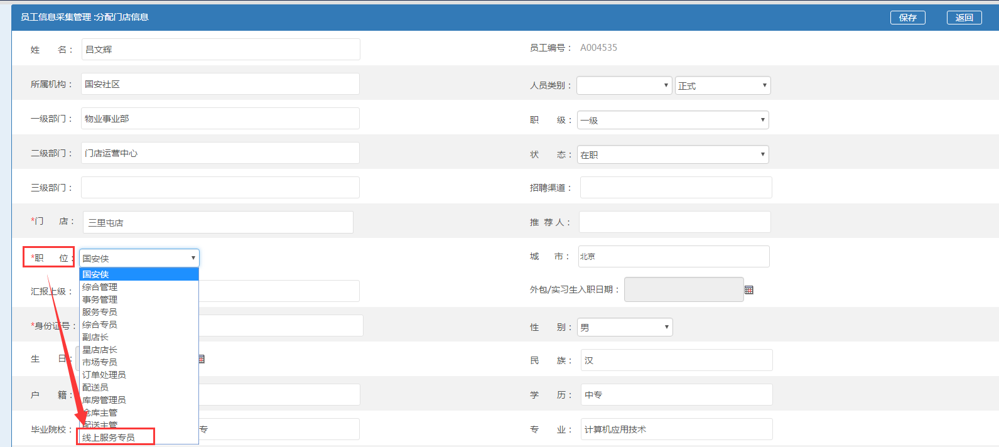 员工信息采集管理 :分配门店信息 保存 返回
姓 名： 吕文辉 员工编号： A004535
所属机构： 国安社区 人员类别： 正式
一级部门： 物业事业部 职 级： 一级
二级部门： 门店运营中心 状 态： 在职
三级部门： 招聘渠道：
*门 店： 三里屯店 推 荐 人：
*职 位： 国安侠 城 市： 北京
国安侠
综合管理
事务管理
服务专员
综合专员
副店长
星店店长
市场专员
订单处理员
配送员
库房管理员
仓库主管
配送主管
线上服务专员
汇报上级： 外包/实习生入职日期：
*身份证号： 性 别： 男
生 日： 民 族： 汉
户 籍： 学 历： 中专
毕业院校： 专 专 业： 计算机应用技术